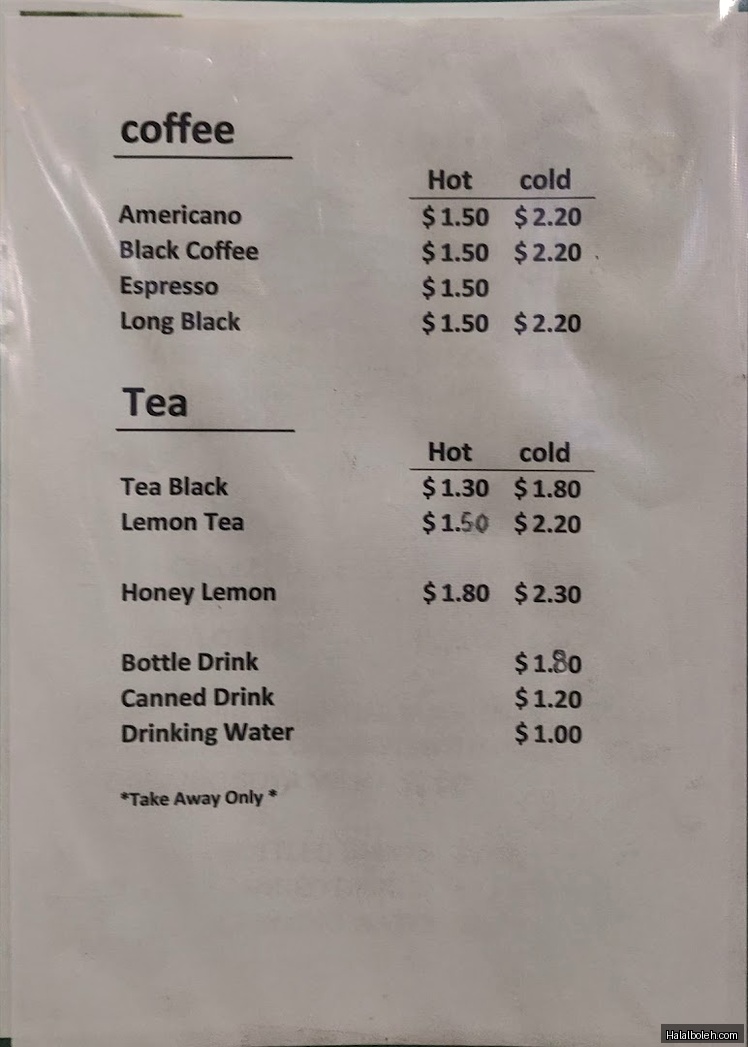 coffee
Hot cold
Americano $1.50 $2.20
Black Coffee $1.50 $2.20
Espresso $1.50
Long Black $1.50 $2.20
Tea
Hot cold
Tea Black $1.30 $1.80
Lemon Tea $1.50 $2.20
Honey Lemon $1.80 $2.30
Bottle Drink $1.80
Canned Drink $1.20
Drinking Water $1.00
*Take Away Only *
Halalboleh.com